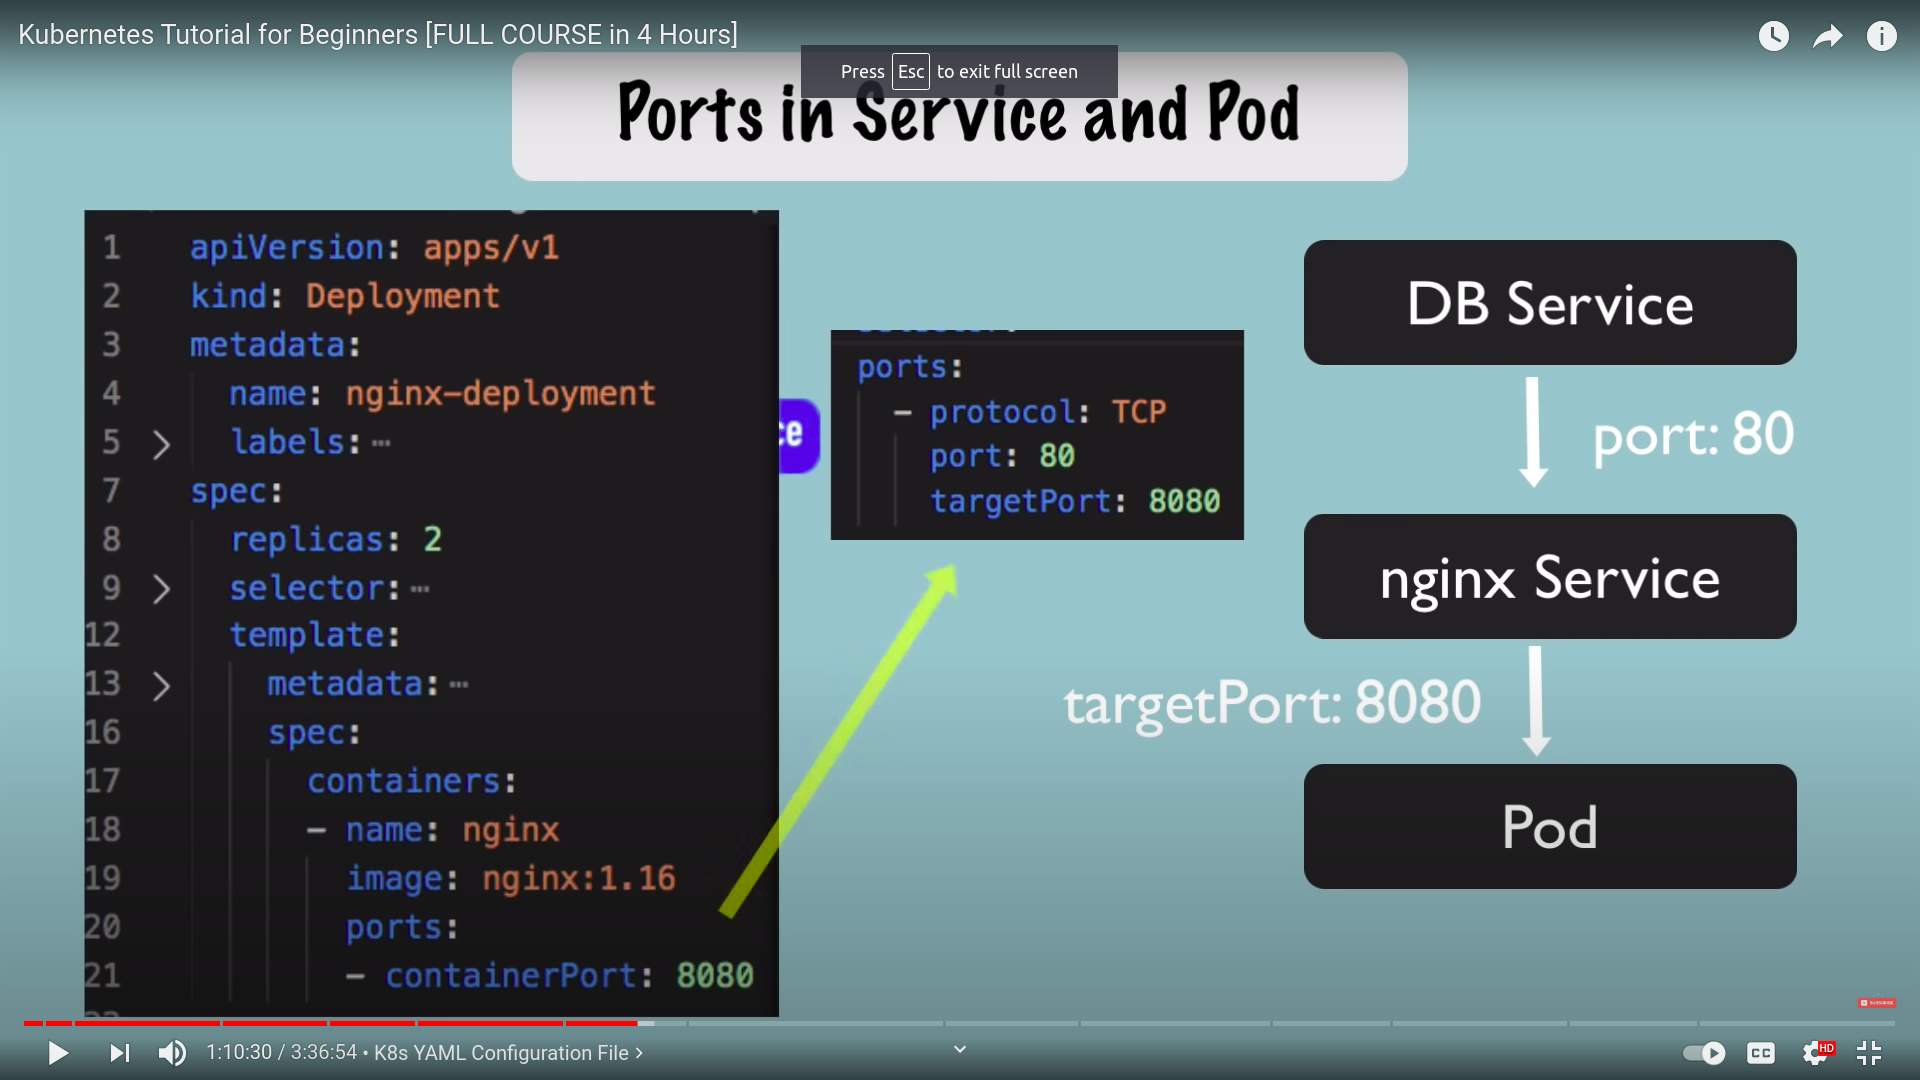 Kubernetes Tutorial for Beginners [FULL COURSE in 4 Hours]
Press Esc to exit full screen
Ports in Service and Pod
1 apiVersion: apps/v1
2 kind: Deployment
3 metadata:
4 name: nginx-deployment
5 labels:…
7 spec:
8 replicas: 2
9 selector:…
12 template:
13 metadata:…
16 spec:
17 containers:
18 - name: nginx
19 image: nginx:1.16
20 ports:
21 - containerPort: 8080
ports:
- protocol: TCP
port: 80
targetPort: 8080
DB Service
port: 80
nginx Service
targetPort: 8080
Pod
SUBSCRIBE
1:10:30 / 3:36:54 • K8s YAML Configuration File
CC
HD